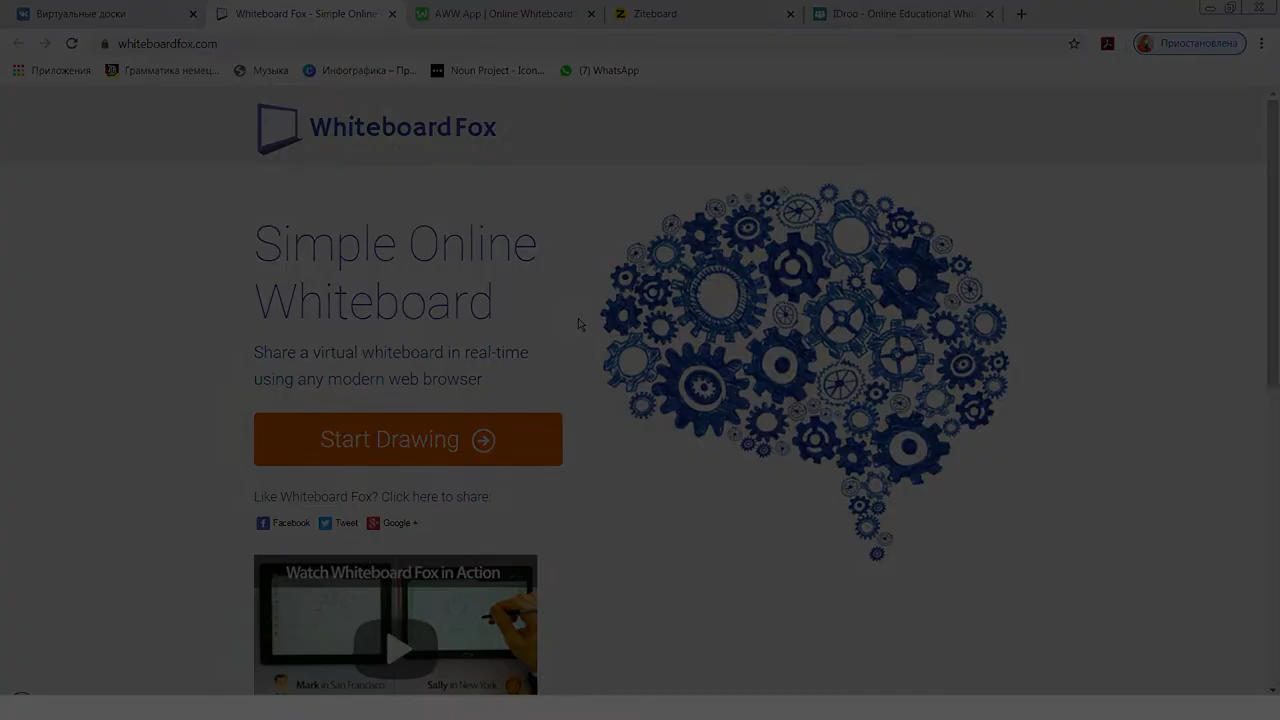 Виртуальные доски
Whiteboard Fox - Simple Online
AWW App | Online Whiteboard
Ziteboard
IDroo - Online Educational Whit
whiteboardfox.com
Приостановлена
Приложения
Грамматика немец...
Музыка
Инфографика – Пр...
Noun Project - Icon...
(7) WhatsApp
Whiteboard Fox
Simple Online
Whiteboard
Share a virtual whiteboard in real-time
using any modern web browser
Start Drawing
Like Whiteboard Fox? Click here to share:
Facebook
Tweet
Google +
Watch Whiteboard Fox in Action
Mark in San Francisco
Sally in New York